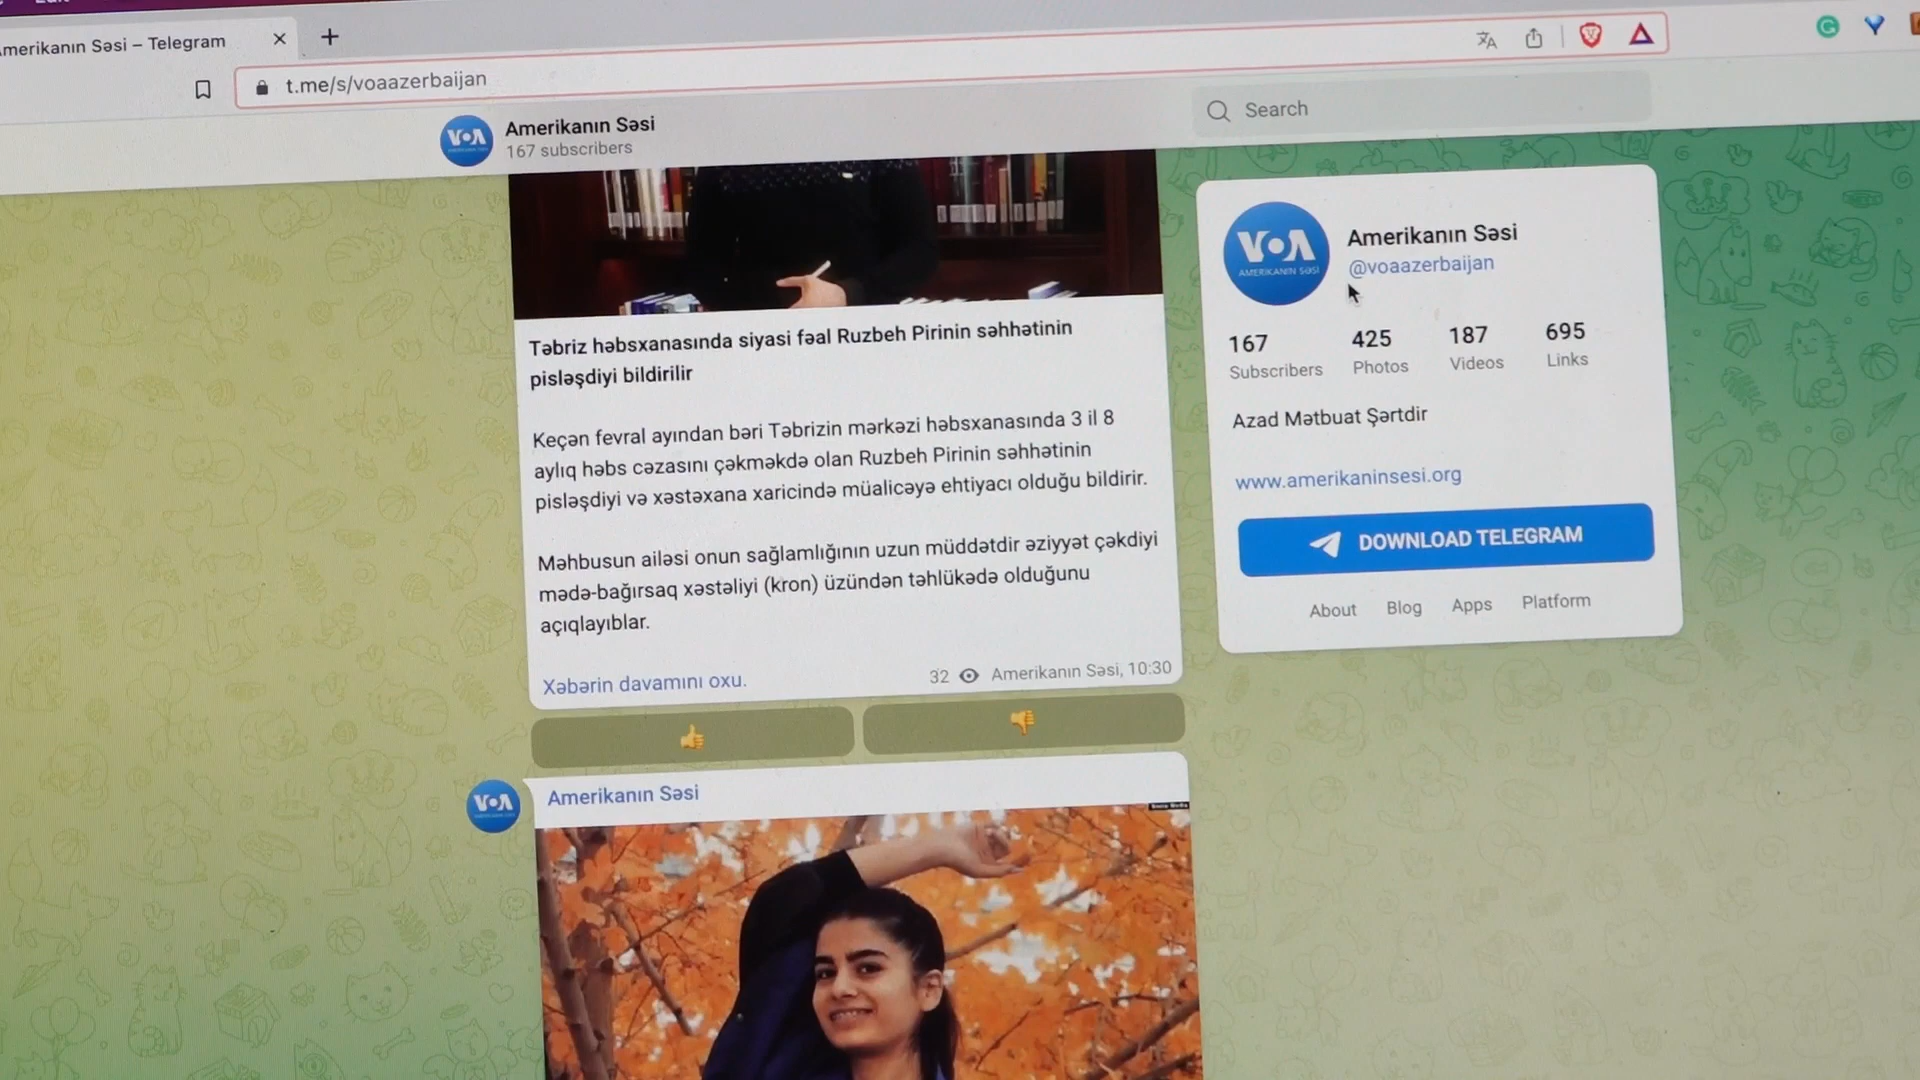 Amerikanın Səsi – Telegram
t.me/s/voaazerbaijan
VOA
Amerikanın Səsi
167 subscribers
Search
Təbriz həbsxanasında siyasi fəal Ruzbeh Pirinin səhhətinin
pisləşdiyi bildirilir
Keçən fevral ayından bəri Təbrizin mərkəzi həbsxanasında 3 il 8
aylıq həbs cəzasını çəkməkdə olan Ruzbeh Pirinin səhhətinin
pisləşdiyi və xəstəxana xaricində müalicəyə ehtiyacı olduğu bildirir.
Məhbusun ailəsi onun sağlamlığının uzun müddətdir əziyyət çəkdiyi
mədə-bağırsaq xəstəliyi (kron) üzündən təhlükədə olduğunu
açıqlayıblar.
Xəbərin davamını oxu.
32 Amerikanın Səsi, 10:30
VOA
Amerikanın Səsi
VOA
AMERIKANIN SƏSI
Amerikanın Səsi
@voaazerbaijan
167 425 187 695
Subscribers Photos Videos Links
Azad Mətbuat Şərtdir
www.amerikaninsesi.org
DOWNLOAD TELEGRAM
About Blog Apps Platform